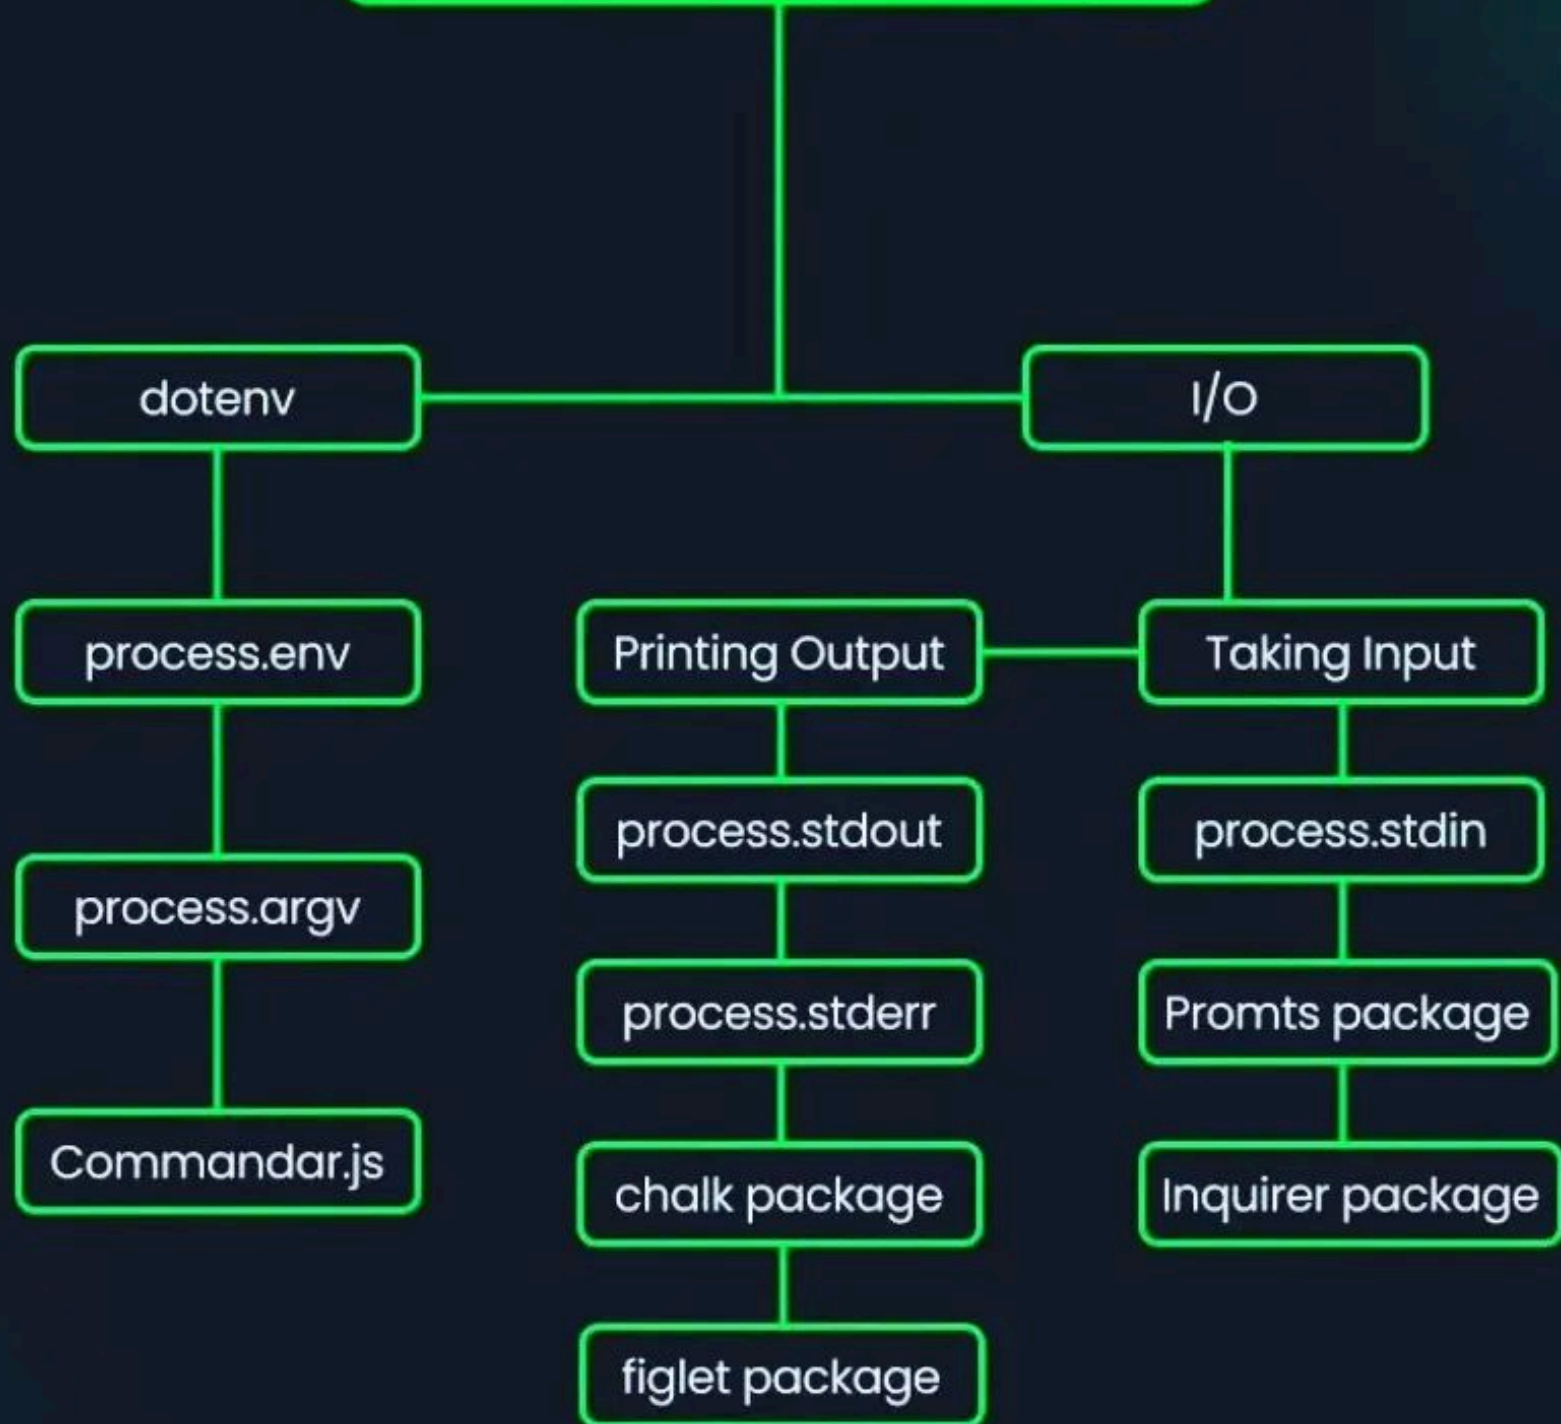 dotenv
I/O
process.env
Printing Output
Taking Input
process.stdout
process.stdin
process.argv
process.stderr
Promts package
Commandar.js
chalk package
Inquirer package
figlet package